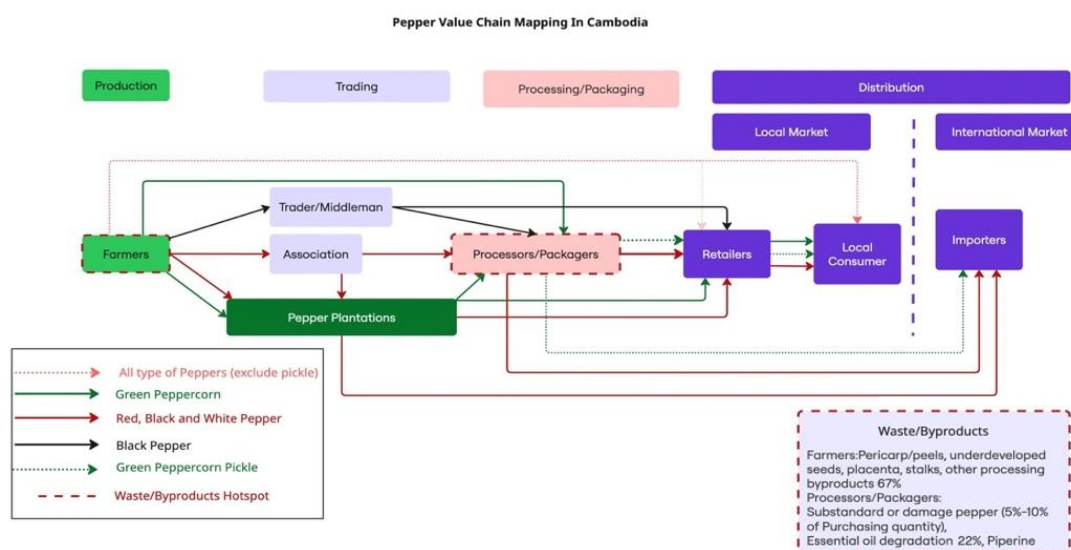 Pepper Value Chain Mapping In Cambodia
Production
Trading
Processing/Packaging
Distribution
Local Market
International Market
Trader/Middleman
Farmers
Association
Processors/Packagers
Retailers
Local
Consumer
Importers
Pepper Plantations
All type of Peppers (exclude pickle)
Green Peppercorn
Red, Black and White Pepper
Black Pepper
Green Peppercorn Pickle
Waste/Byproducts Hotspot
Waste/Byproducts
Farmers:Pericarp/peels, underdeveloped
seeds, placenta, stalks, other processing
byproducts 67%
Processors/Packagers:
Substandard or damage pepper (5%-10%
of Purchasing quantity),
Essential oil degradation 22%, Piperine